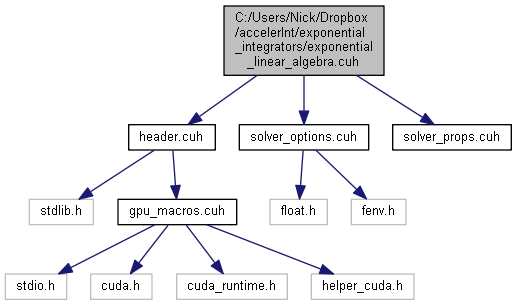 C:/Users/Nick/Dropbox
/accelerInt/exponential
_integrators/exponential
_linear_algebra.cuh
header.cuh
solver_options.cuh
solver_props.cuh
stdlib.h
gpu_macros.cuh
float.h
fenv.h
stdio.h
cuda.h
cuda_runtime.h
helper_cuda.h